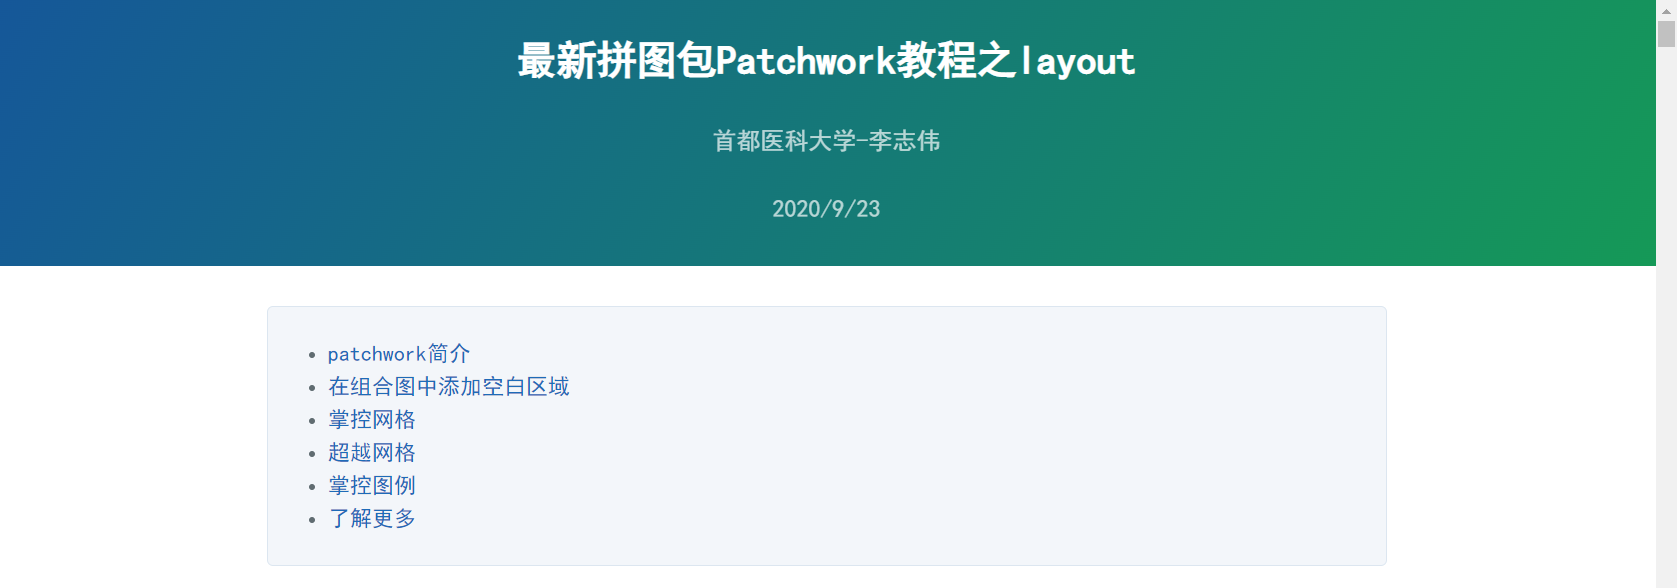 最新拼图包Patchwork教程之layout
首都医科大学-李志伟
2020/9/23
patchwork简介
在组合图中添加空白区域
掌控网格
超越网格
掌控图例
了解更多